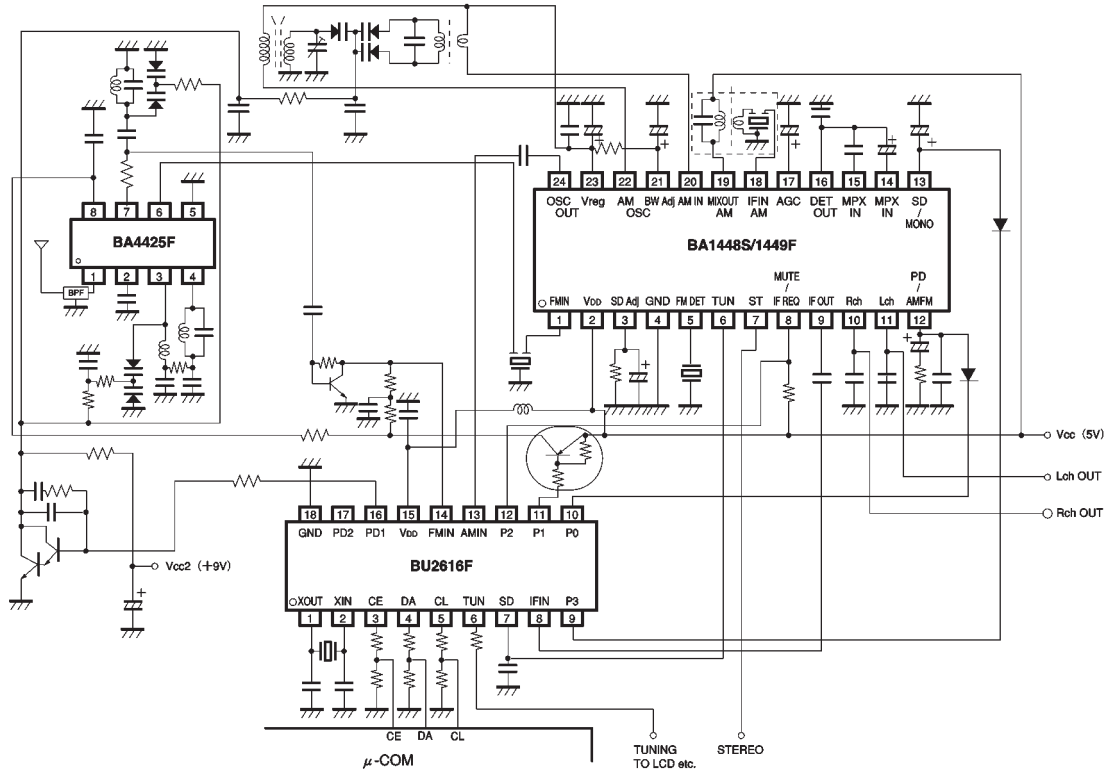 8 7 6 5
BA4425F
1 2 3 4
BPF
24 23 22 21 20 19 18 17 16 15 14 13
OSC OUT
Vreg
AM OSC
BW Adj
AM IN
MIXOUT AM
IFIN AM
AGC
DET OUT
MPX IN
MPX IN
SD / MONO
BA1448S/1449F
FMIN
VDD
SD Adj
GND
FM DET
TUN
ST
MUTE / IF REQ
IF OUT
Rch
Lch
PD / AMFM
1 2 3 4 5 6 7 8 9 10 11 12
+
+
+
+
+
+
+
Vcc (5V)
Lch OUT
Rch OUT
Vcc2 (+9V)
+
18 17 16 15 14 13 12 11 10
GND PD2 PD1 VDD FMIN AMIN P2 P1 P0
BU2616F
XOUT XIN CE DA CL TUN SD IFIN P3
1 2 3 4 5 6 7 8 9
CE DA CL
μ-COM
TUNING
TO LCD etc.
STEREO